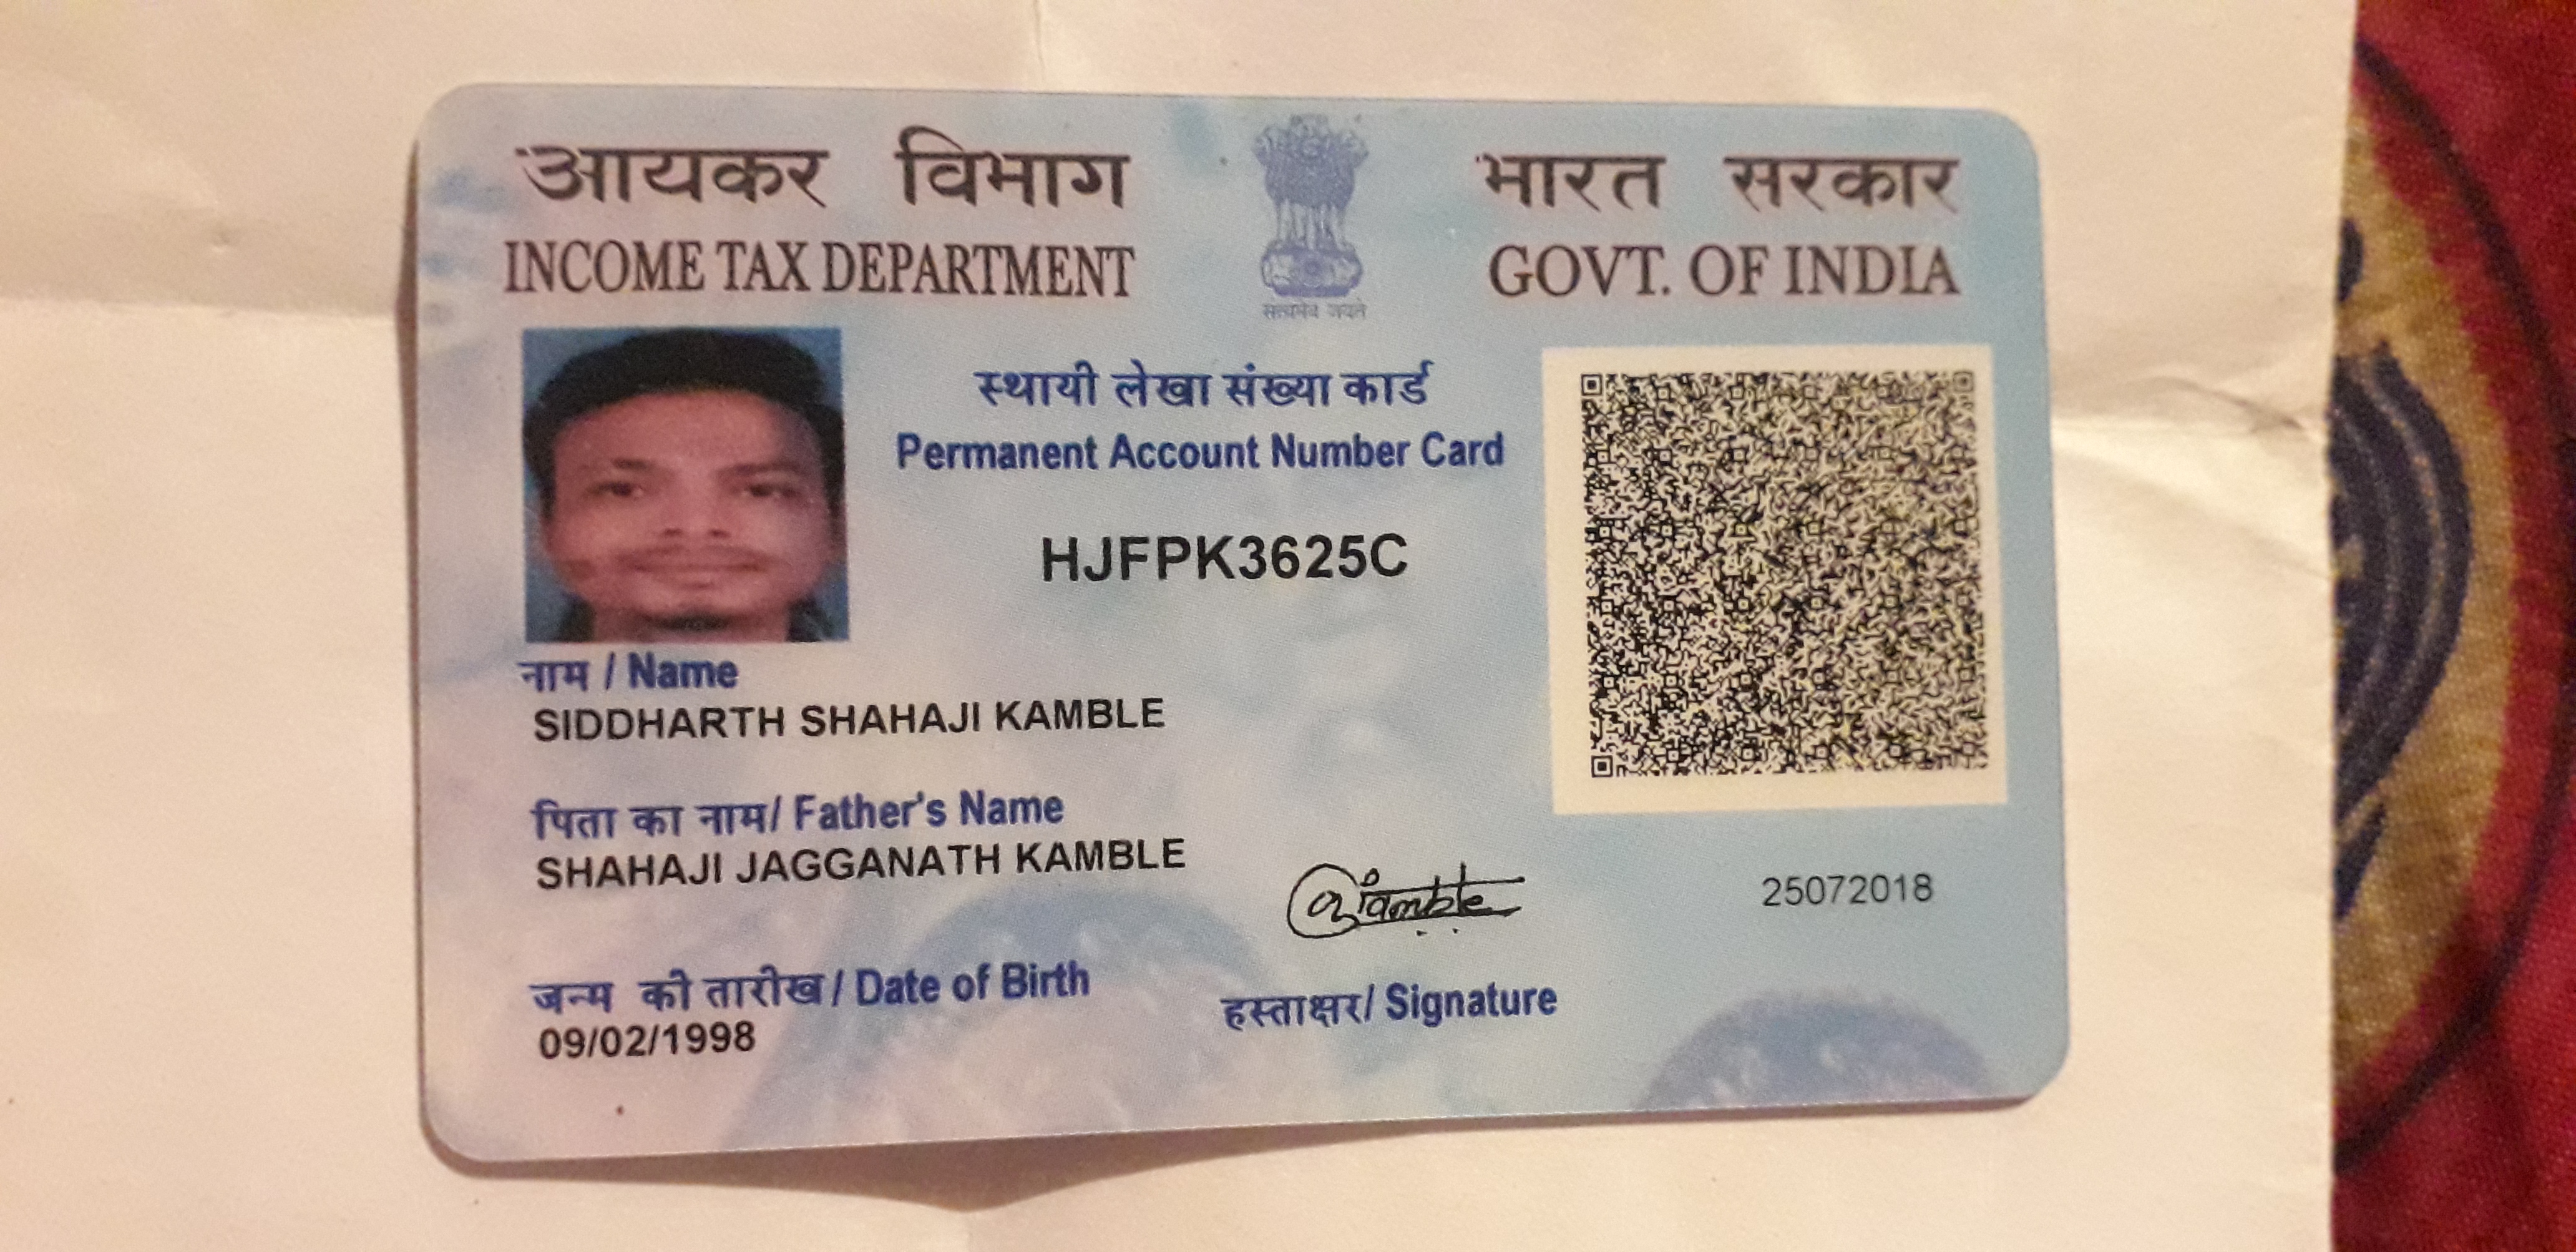 आयकर विभाग
INCOME TAX DEPARTMENT
सत्यमेव जयते
भारत सरकार
GOVT. OF INDIA
स्थायी लेखा संख्या कार्ड
Permanent Account Number Card
HJFPK3625C
नाम / Name
SIDDHARTH SHAHAJI KAMBLE
पिता का नाम/ Father's Name
SHAHAJI JAGGANATH KAMBLE
जन्म की तारीख / Date of Birth
09/02/1998
हस्ताक्षर/ Signature
25072018